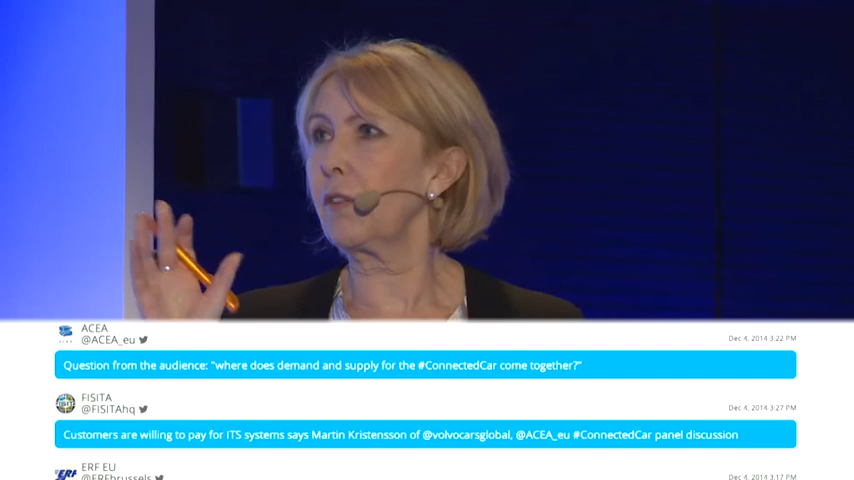 ACEA
@ACEA_eu
Dec 4, 2014 3:22 PM
Question from the audience: "where does demand and supply for the #ConnectedCar come together?"
FISITA
@FISITAhq
Dec 4, 2014 3:27 PM
Customers are willing to pay for ITS systems says Martin Kristensson of @volvocarsglobal, @ACEA_eu #ConnectedCar panel discussion
ERF
ERF EU
@ERFbrussels
Dec 4, 2014 3:17 PM